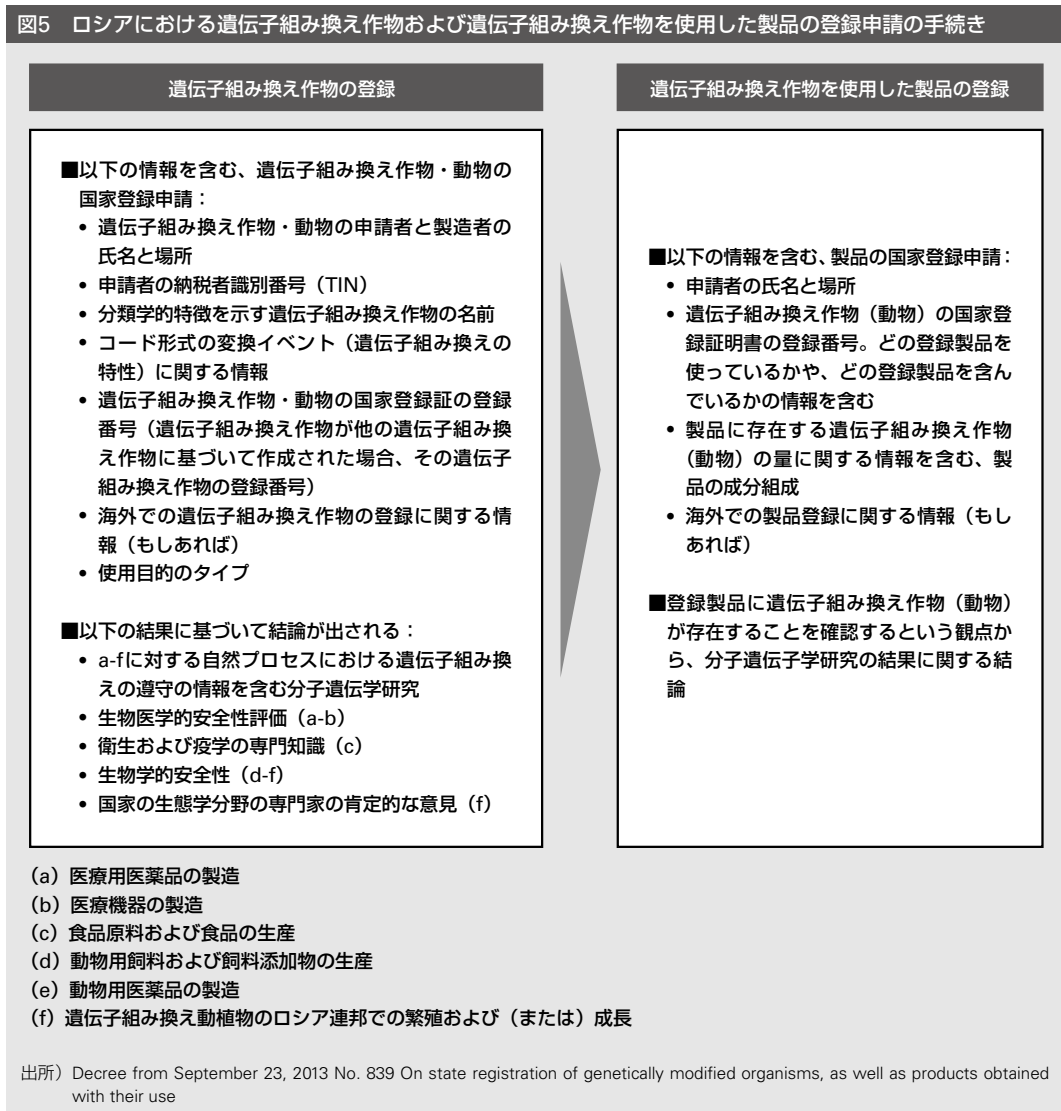 図5 ロシアにおける遺伝子組み換え作物および遺伝子組み換え作物を使用した製品の登録申請の手続き
遺伝子組み換え作物の登録
■以下の情報を含む、遺伝子組み換え作物・動物の
国家登録申請：
• 遺伝子組み換え作物・動物の申請者と製造者の
氏名と場所
• 申請者の納税者識別番号（TIN）
• 分類学的特徴を示す遺伝子組み換え作物の名前
• コード形式の変換イベント（遺伝子組み換えの
特性）に関する情報
• 遺伝子組み換え作物・動物の国家登録証の登録
番号（遺伝子組み換え作物が他の遺伝子組み換
え作物に基づいて作成された場合、その遺伝子
組み換え作物の登録番号）
• 海外での遺伝子組み換え作物の登録に関する情
報（もしあれば）
• 使用目的のタイプ
■以下の結果に基づいて結論が出される：
• a-fに対する自然プロセスにおける遺伝子組み換
えの遵守の情報を含む分子遺伝学研究
• 生物医学的安全性評価（a-b）
• 衛生および疫学の専門知識（c）
• 生物学的安全性（d-f）
• 国家の生態学分野の専門家の肯定的な意見（f）
遺伝子組み換え作物を使用した製品の登録
■以下の情報を含む、製品の国家登録申請：
• 申請者の氏名と場所
• 遺伝子組み換え作物（動物）の国家登
録証明書の登録番号。どの登録製品を
使っているかや、どの登録製品を含ん
でいるかの情報を含む
• 製品に存在する遺伝子組み換え作物
（動物）の量に関する情報を含む、製
品の成分組成
• 海外での製品登録に関する情報（もし
あれば）
■登録製品に遺伝子組み換え作物（動物）
が存在することを確認するという観点か
ら、分子遺伝子学研究の結果に関する結
論
（a）医療用医薬品の製造
（b）医療機器の製造
（c）食品原料および食品の生産
（d）動物用飼料および飼料添加物の生産
（e）動物用医薬品の製造
（f）遺伝子組み換え動植物のロシア連邦での繁殖および（または）成長
出所）Decree from September 23, 2013 No. 839 On state registration of genetically modified organisms, as well as products obtained
with their use